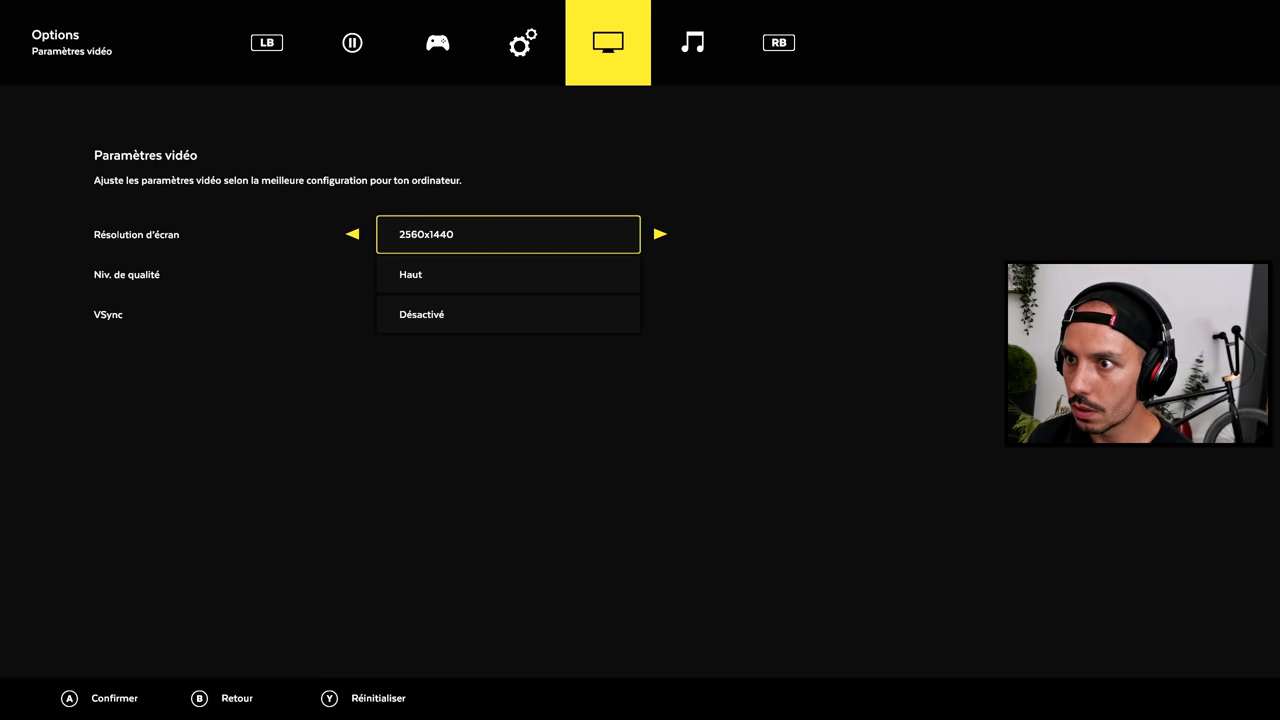 Options
Paramètres vidéo
LB
RB
Paramètres vidéo
Ajuste les paramètres vidéo selon la meilleure configuration pour ton ordinateur.
Résolution d'écran
2560x1440
Niv. de qualité
Haut
VSync
Désactivé
A Confirmer
B Retour
Y Réinitialiser